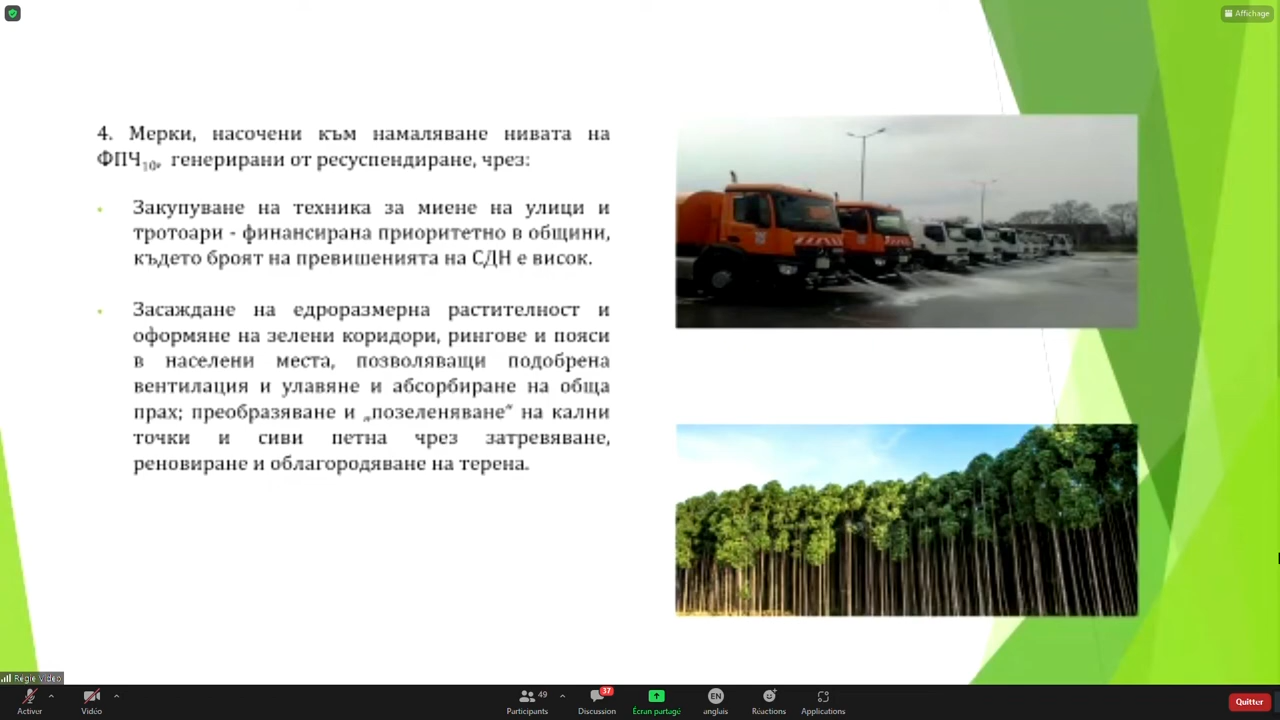 Affichage
4. Мерки, насочени към намаляване нивата на
ФПЧ10, генерирани от ресуспендиране, чрез:
Закупуване на техника за миене на улици и
тротоари - финансирана приоритетно в общини,
където броят на превишенията на СДН е висок.
Засаждане на едроразмерна растителност и
оформяне на зелени коридори, рингове и пояси
в населени места, позволяващи подобрена
вентилация и улавяне и абсорбиране на обща
прах; преобразяване и „позеленяване“ на кални
точки и сиви петна чрез затревяване,
реновиране и облагородяване на терена.
Régie Vidéo
49
37
EN
Activer
Vidéo
Participants
Discussion
Écran partagé
anglais
Réactions
Applications
Quitter